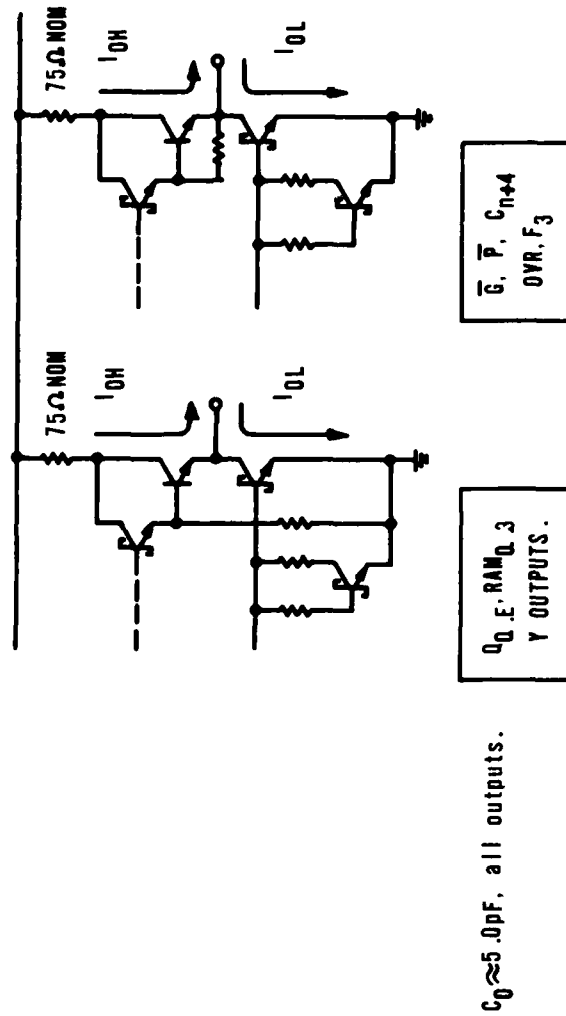 75Ω NOM
I_OH
I_OL
Q_0.E, RAM_0.3
Y OUTPUTS.
75Ω NOM
I_OH
I_OL
G̅, P̅, C_n+4
OVR, F_3
C_0≈5.0pF, all outputs.